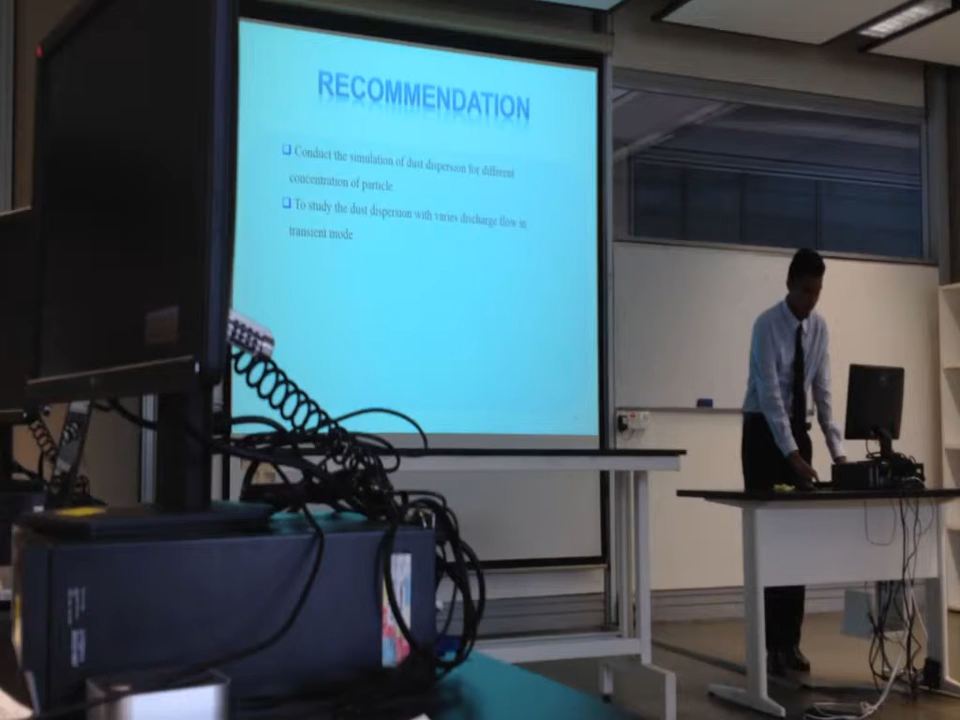 RECOMMENDATION
Conduct the simulation of dust dispersion for different
concentration of particle
To study the dust dispersion with varies discharge flow in
transient mode